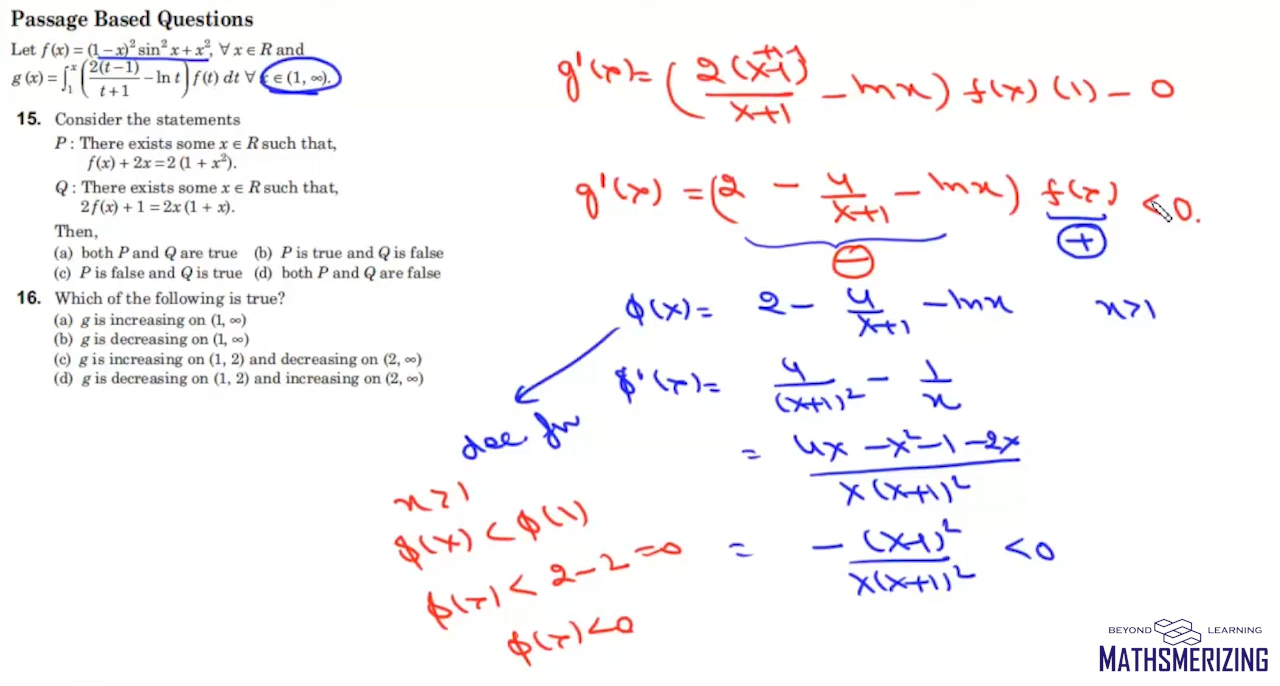 Passage Based Questions
Let f(x) = (1 − x)² sin² x + x², ∀ x ∈ R and
g(x) = ∫₁ˣ (2(t−1)/(t+1) − ln t) f(t) dt ∀ ∈ (1, ∞).
15. Consider the statements
P : There exists some x ∈ R such that,
f(x) + 2x = 2(1 + x²).
Q : There exists some x ∈ R such that,
2f(x) + 1 = 2x(1 + x).
Then,
(a) both P and Q are true (b) P is true and Q is false
(c) P is false and Q is true (d) both P and Q are false
16. Which of the following is true?
(a) g is increasing on (1, ∞)
(b) g is decreasing on (1, ∞)
(c) g is increasing on (1, 2) and decreasing on (2, ∞)
(d) g is decreasing on (1, 2) and increasing on (2, ∞)
g'(x) = (2(x+1-1)/(x+1) − ln x) f(x) (1) − 0
g'(x) = (2 − 4/(x+1) − ln x) f(x) < 0.
− +
φ(x) = 2 − 4/(x+1) − ln x x > 1
φ'(x) = 4/(x+1)² − 1/x
dec fn
= (4x − x² − 1 − 2x)/(x(x+1)²)
= −(x−1)²/(x(x+1)²) < 0
x > 1
φ(x) < φ(1)
φ(x) < 2 − 2 = 0
φ(x) < 0
BEYOND LEARNING
MATHSMERIZING